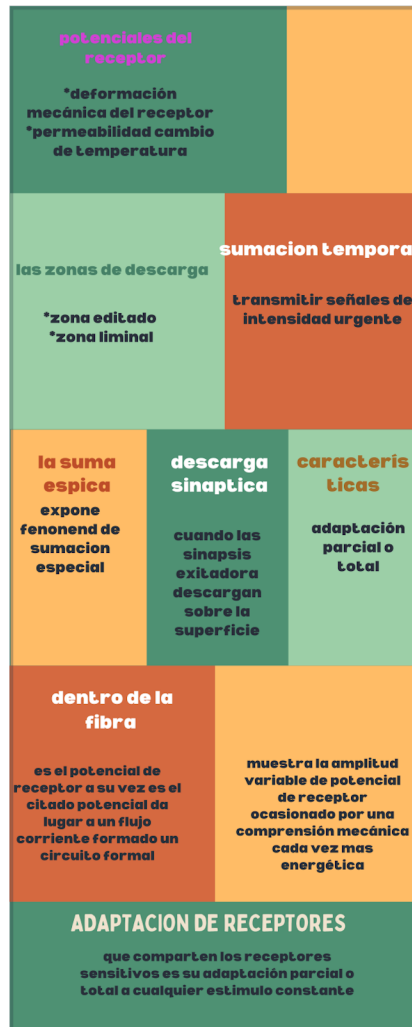 potenciales del
receptor
*deformación
mecánica del receptor
*permeabilidad cambio
de temperatura
las zonas de descarga
*zona editado
*zona liminal
sumacion tempora
transmitir señales de
intensidad urgente
la suma
espica
expone
fenonend de
sumacion
especial
descarga
sinaptica
cuando las
sinapsis
exitadora
descargan
sobre la
superficie
caracterís
ticas
adaptación
parcial o
total
dentro de la
fibra
es el potencial de
receptor a su vez es el
citado potencial da
lugar a un flujo
corriente formado un
circuito formal
muestra la amplitud
variable de potencial
de receptor
ocasionado por una
comprensión mecánica
cada vez mas
energética
ADAPTACION DE RECEPTORES
que comparten los receptores
sensitivos es su adaptación parcial o
total a cualquier estimulo constante